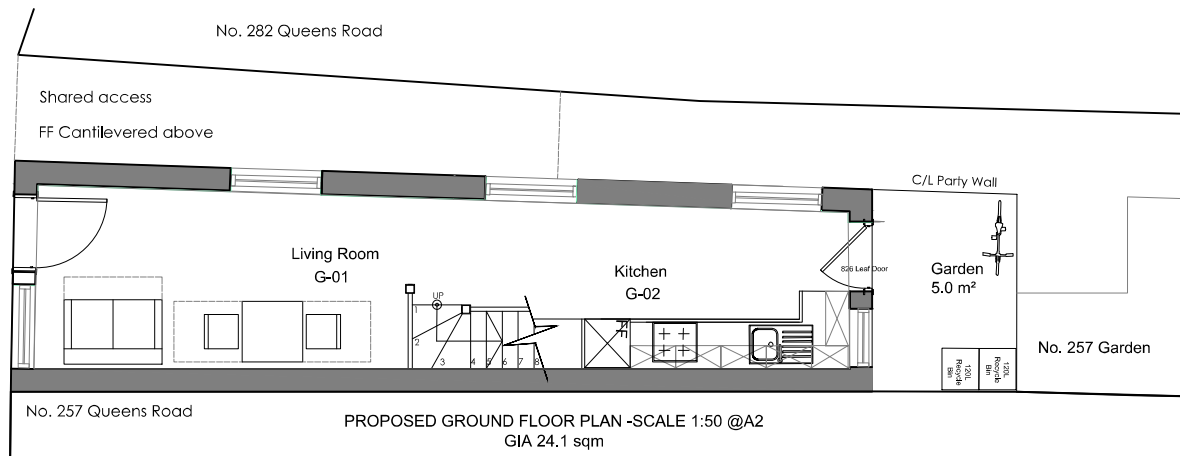 No. 282 Queens Road
Shared access
FF Cantilevered above
C/L Party Wall
Living Room
G-01
Kitchen
G-02
826 Leaf Door
Garden
5.0 m²
UP
1
2
3
4
5
6
7
8
FF
120L
Recycle
Bin
120L
Recycle
Bin
No. 257 Garden
No. 257 Queens Road
PROPOSED GROUND FLOOR PLAN -SCALE 1:50 @A2
GIA 24.1 sqm